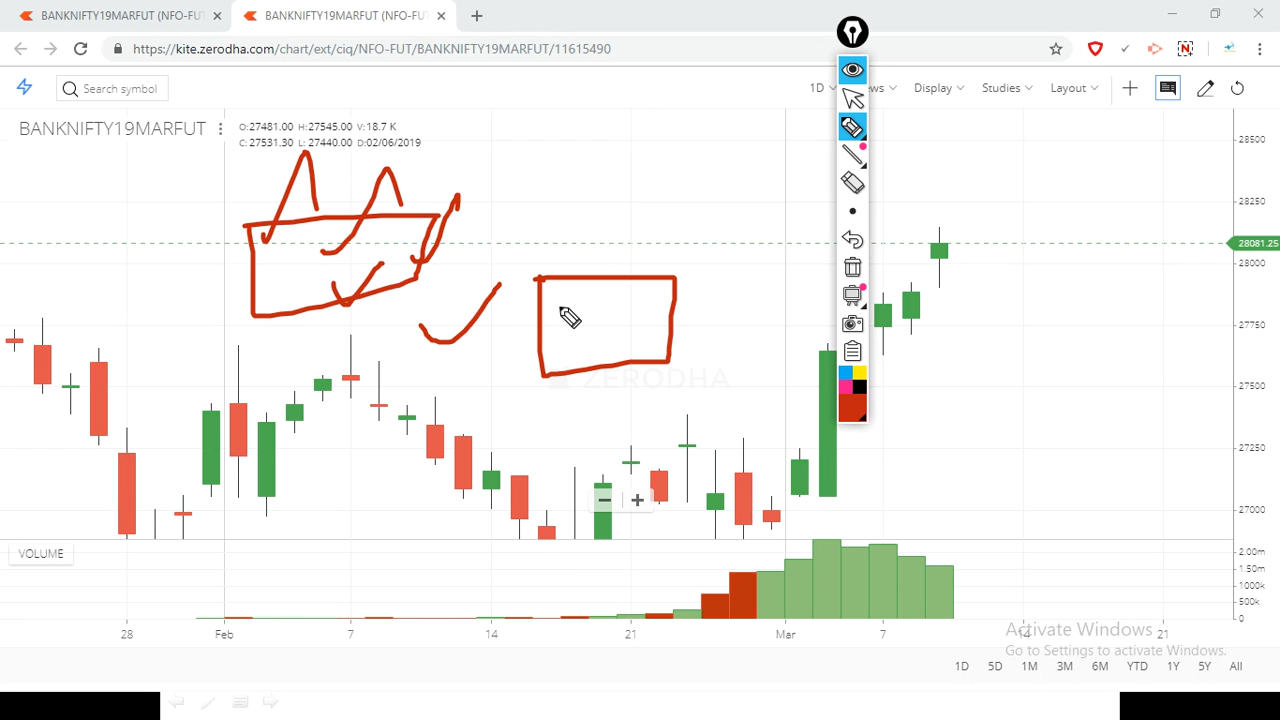 BANKNIFTY19MARFUT (NFO-FUT
BANKNIFTY19MARFUT (NFO-FU
https://kite.zerodha.com/chart/ext/ciq/NFO-FUT/BANKNIFTY19MARFUT/11615490
Search symbol
1D
ws
Display
Studies
Layout
BANKNIFTY19MARFUT
O:27481.00 H:27545.00 V:18.7 K
C:27531.30 L: 27440.00 D:02/06/2019
28500
28250
28081.25
28000
27750
27500
27250
27000
ZERODHA
VOLUME
2.00m
1.50m
1000k
500k
0
28
Feb
7
14
21
Mar
7
14
21
Activate Windows
Go to Settings to activate Windows.
1D
5D
1M
3M
6M
YTD
1Y
5Y
All